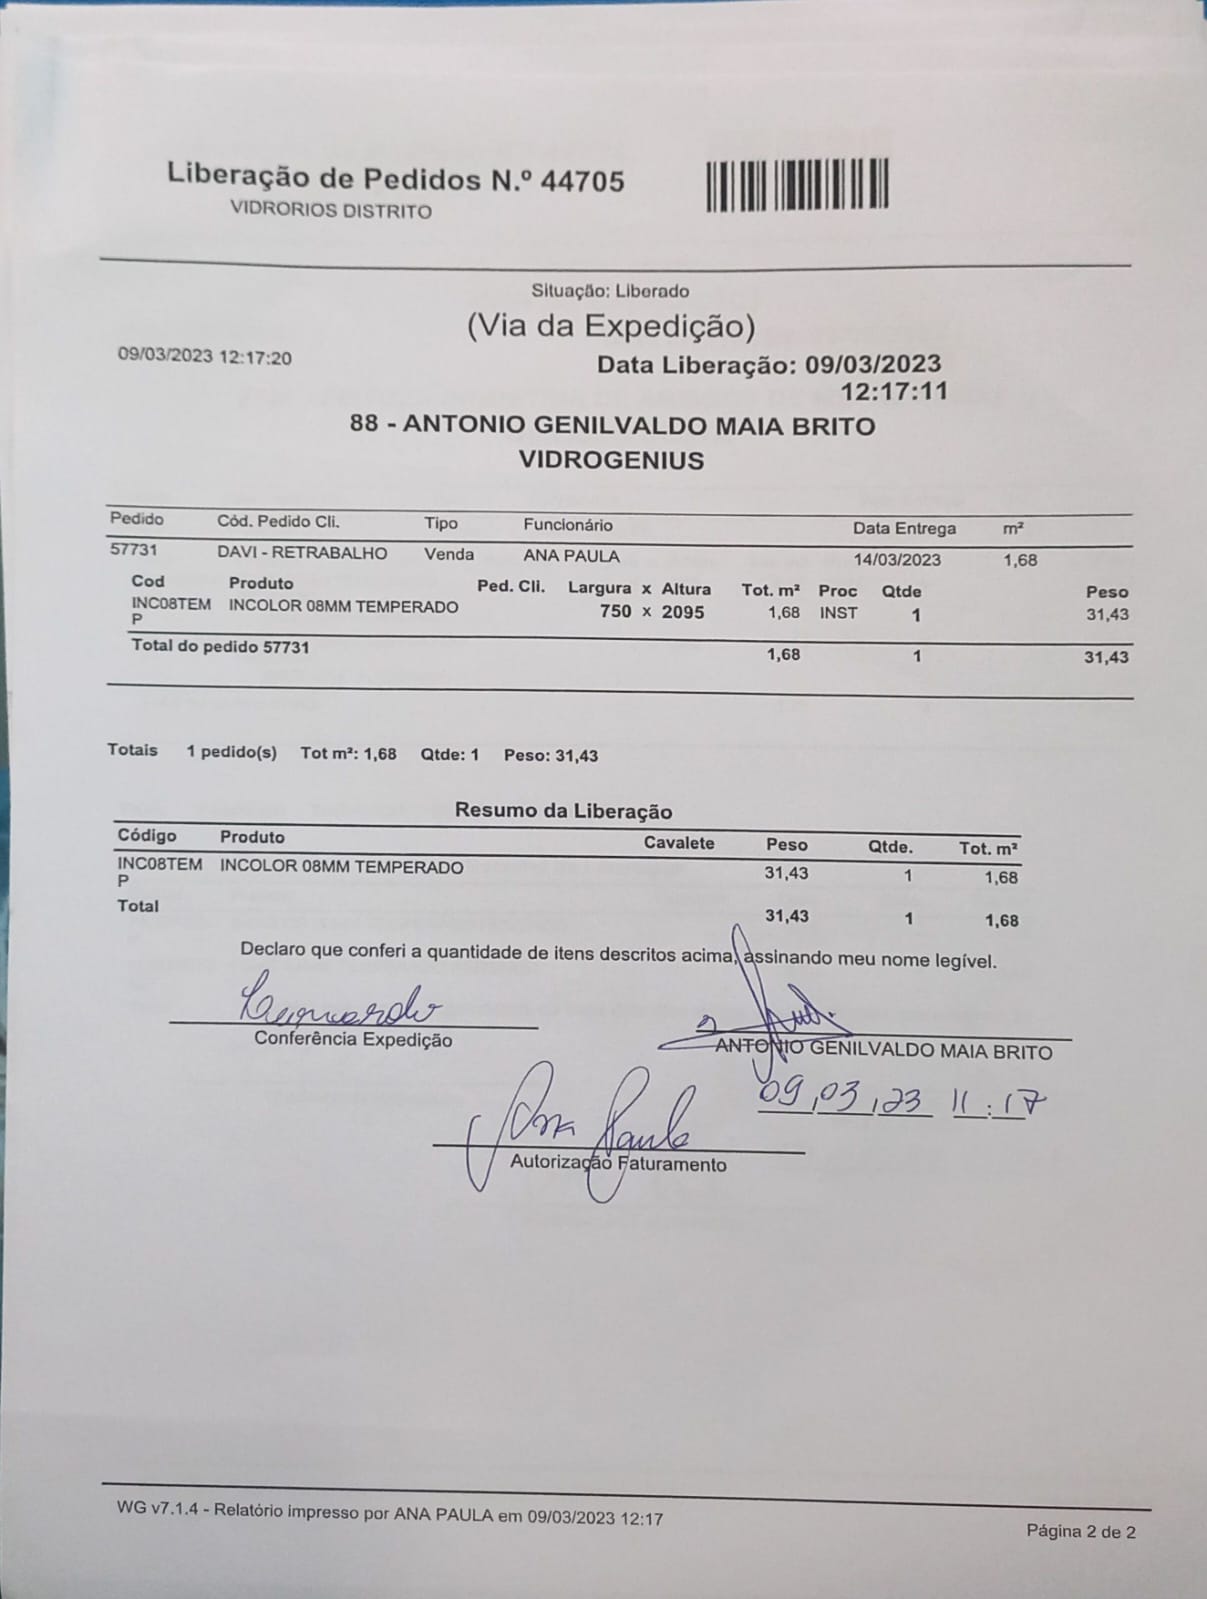 Liberação de Pedidos N.º 44705
VIDRORIOS DISTRITO
Situação: Liberado
(Via da Expedição)
09/03/2023 12:17:20
Data Liberação: 09/03/2023
12:17:11
88 - ANTONIO GENILVALDO MAIA BRITO
VIDROGENIUS
Pedido Cód. Pedido Cli. Tipo Funcionário Data Entrega m²
57731 DAVI - RETRABALHO Venda ANA PAULA 14/03/2023 1,68
Cod Produto Ped. Cli. Largura x Altura Tot. m² Proc Qtde Peso
INC08TEM INCOLOR 08MM TEMPERADO 750 x 2095 1,68 INST 1 31,43
P
Total do pedido 57731 1,68 1 31,43
Totais 1 pedido(s) Tot m²: 1,68 Qtde: 1 Peso: 31,43
Resumo da Liberação
Código Produto Cavalete Peso Qtde. Tot. m²
INC08TEM INCOLOR 08MM TEMPERADO 31,43 1 1,68
P
Total 31,43 1 1,68
Declaro que conferi a quantidade de itens descritos acima, assinando meu nome legível.
Conferência Expedição
ANTONIO GENILVALDO MAIA BRITO
09,03,23 11:17
Ana Paula
Autorização Faturamento
WG v7.1.4 - Relatório impresso por ANA PAULA em 09/03/2023 12:17
Página 2 de 2